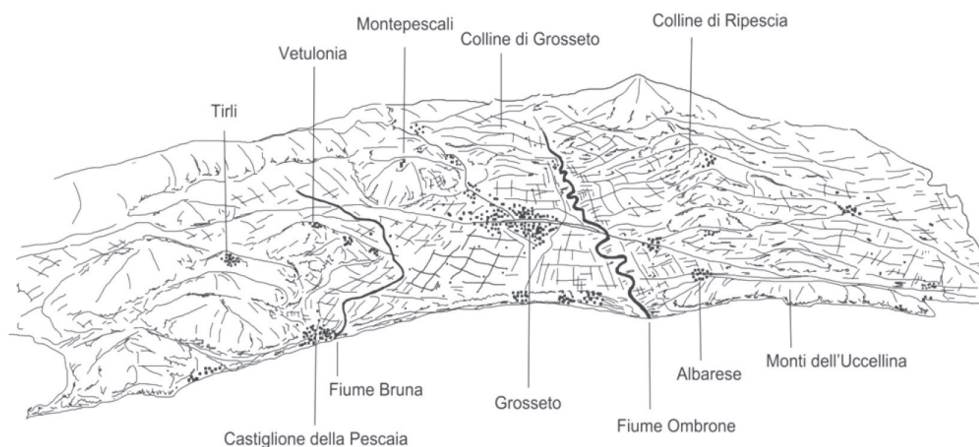 Montepescali
Colline di Ripescia
Colline di Grosseto
Vetulonia
Tirli
Monti dell'Uccellina
Albarese
Fiume Bruna
Grosseto
Fiume Ombrone
Castiglione della Pescaia